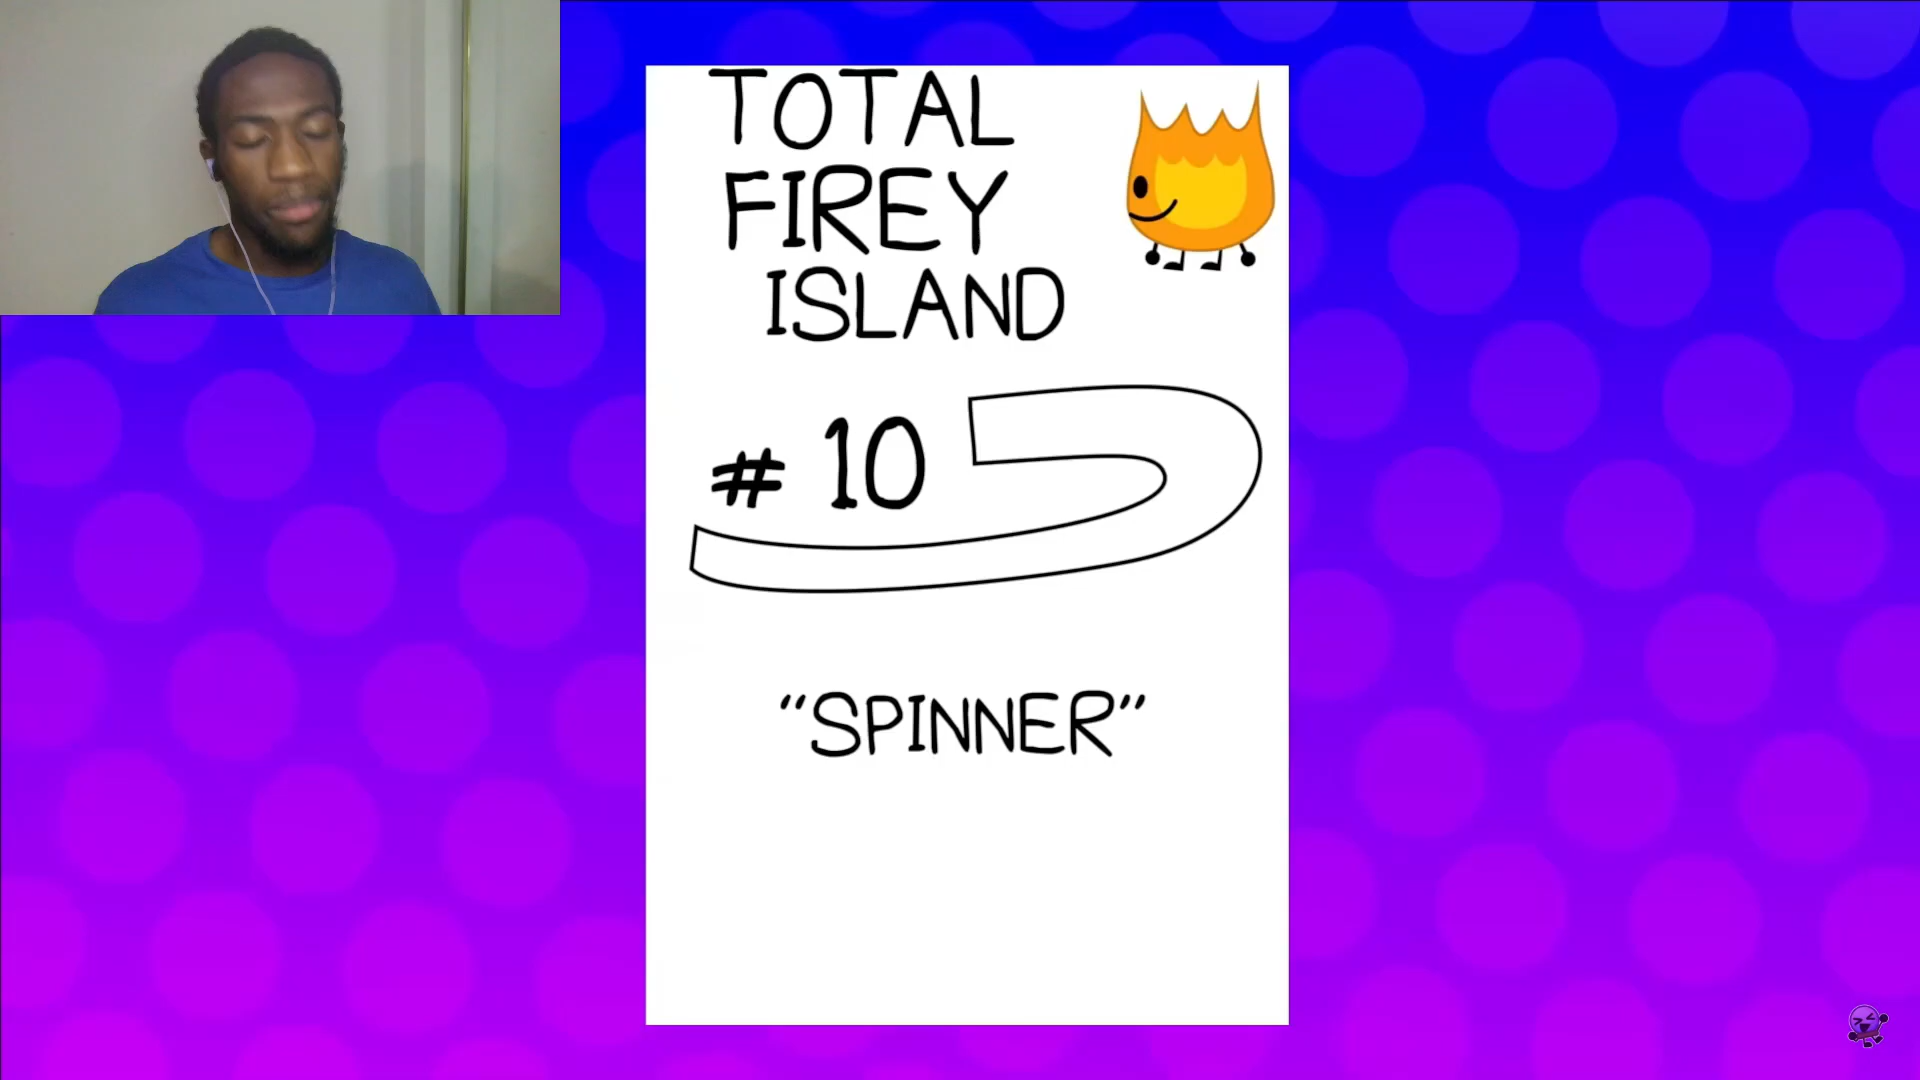 TOTAL
FIREY
ISLAND
# 10
“SPINNER”